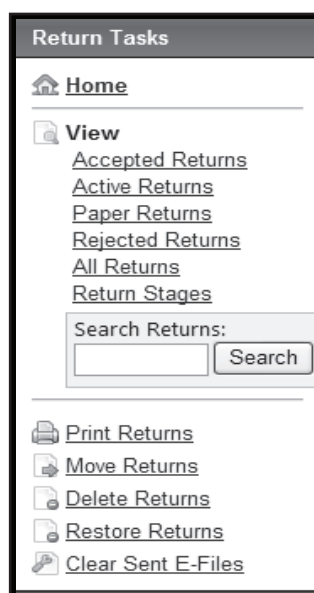 Return Tasks
Home
View
Accepted Returns
Active Returns
Paper Returns
Rejected Returns
All Returns
Return Stages
Search Returns:
Search
Print Returns
Move Returns
Delete Returns
Restore Returns
Clear Sent E-Files